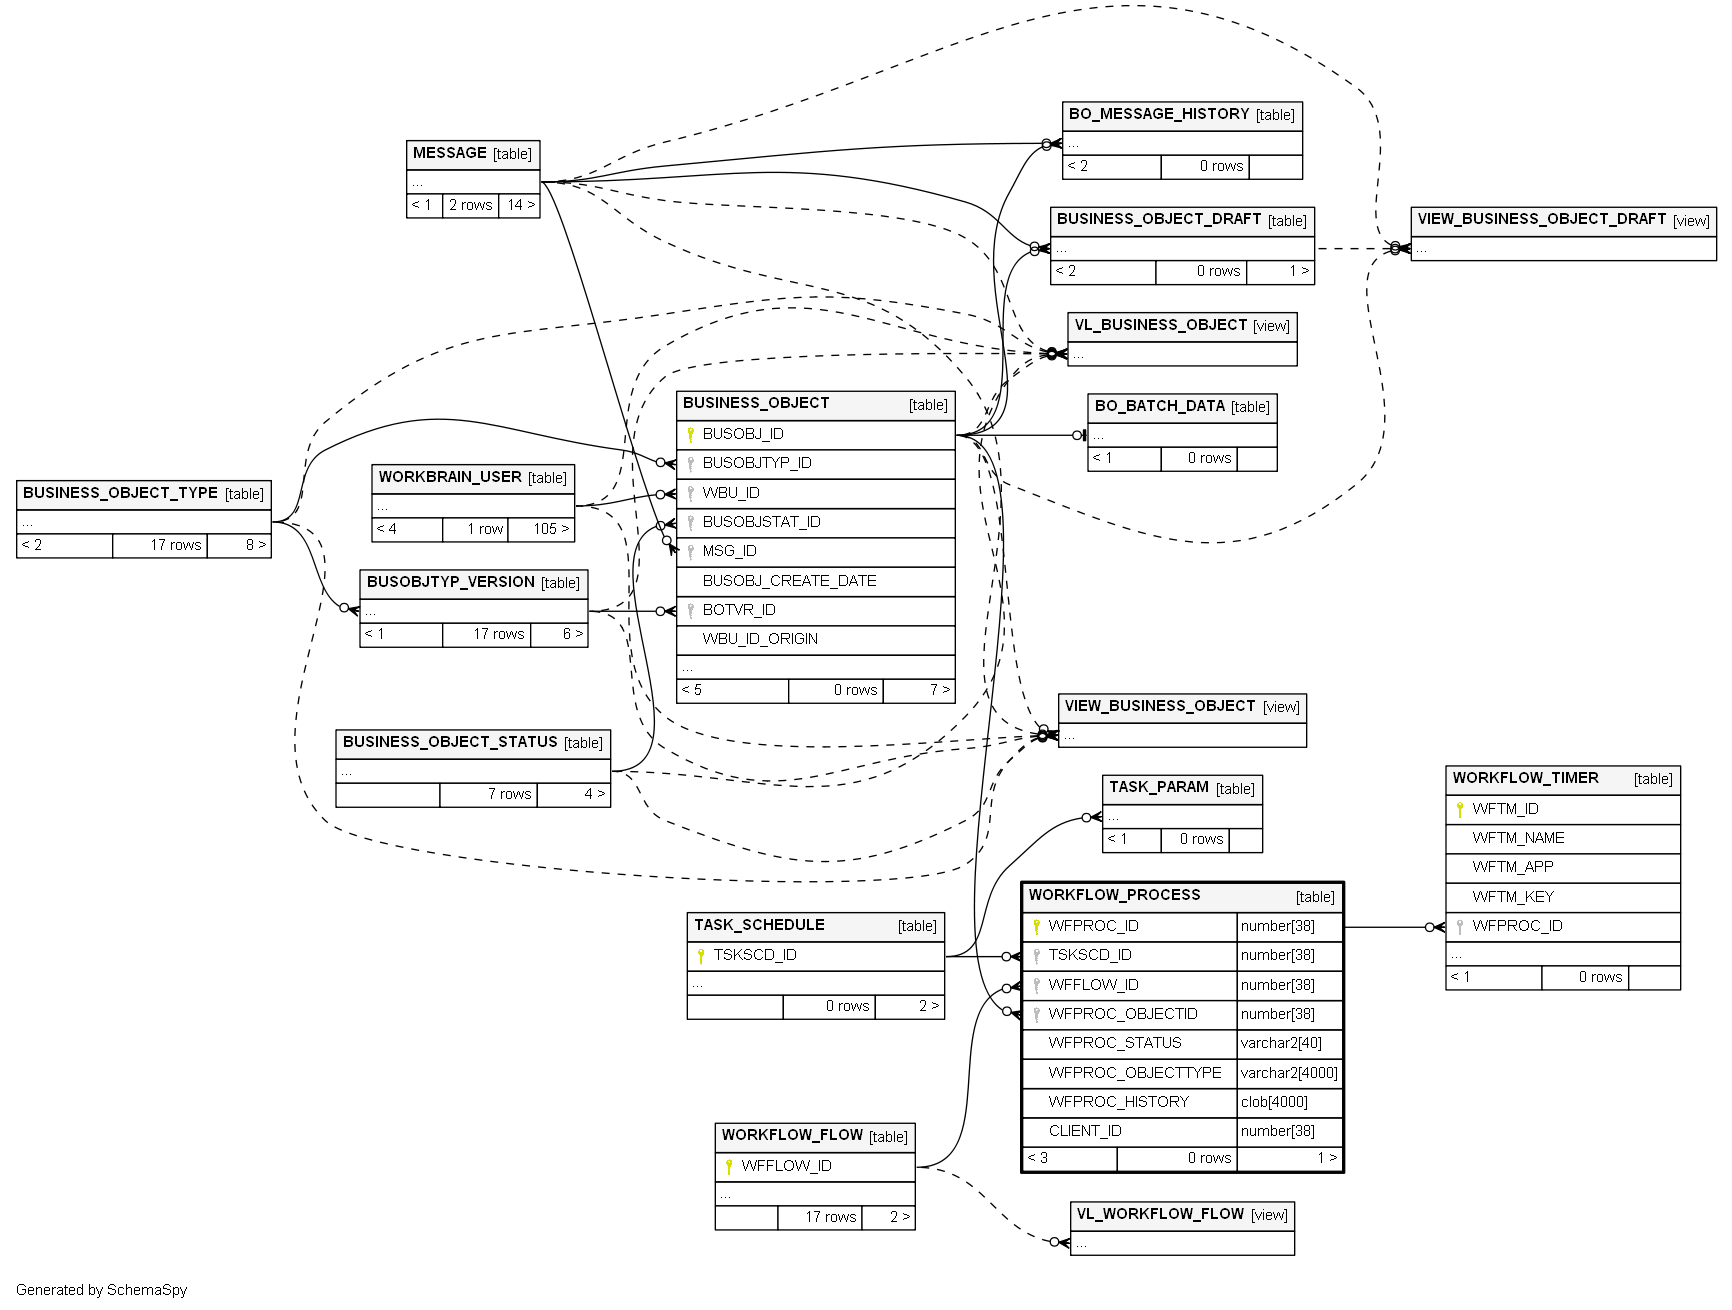 BO_MESSAGE_HISTORY [table]
...
< 2 0 rows
MESSAGE [table]
...
< 1 2 rows 14 >
BUSINESS_OBJECT_DRAFT [table]
...
< 2 0 rows 1 >
VIEW_BUSINESS_OBJECT_DRAFT [view]
...
VL_BUSINESS_OBJECT [view]
...
BUSINESS_OBJECT [table]
BUSOBJ_ID
BUSOBJTYP_ID
WBU_ID
BUSOBJSTAT_ID
MSG_ID
BUSOBJ_CREATE_DATE
BOTVR_ID
WBU_ID_ORIGIN
...
< 5 0 rows 7 >
BO_BATCH_DATA [table]
...
< 1 0 rows
WORKBRAIN_USER [table]
...
< 4 1 row 105 >
BUSINESS_OBJECT_TYPE [table]
...
< 2 17 rows 8 >
BUSOBJTYP_VERSION [table]
...
< 1 17 rows 6 >
VIEW_BUSINESS_OBJECT [view]
...
BUSINESS_OBJECT_STATUS [table]
...
7 rows 4 >
TASK_PARAM [table]
...
< 1 0 rows
WORKFLOW_TIMER [table]
WFTM_ID
WFTM_NAME
WFTM_APP
WFTM_KEY
WFPROC_ID
...
< 1 0 rows
WORKFLOW_PROCESS [table]
WFPROC_ID number[38]
TSKSCD_ID number[38]
WFFLOW_ID number[38]
WFPROC_OBJECTID number[38]
WFPROC_STATUS varchar2[40]
WFPROC_OBJECTTYPE varchar2[4000]
WFPROC_HISTORY clob[4000]
CLIENT_ID number[38]
< 3 0 rows 1 >
TASK_SCHEDULE [table]
TSKSCD_ID
...
0 rows 2 >
WORKFLOW_FLOW [table]
WFFLOW_ID
...
17 rows 2 >
VL_WORKFLOW_FLOW [view]
...
Generated by SchemaSpy